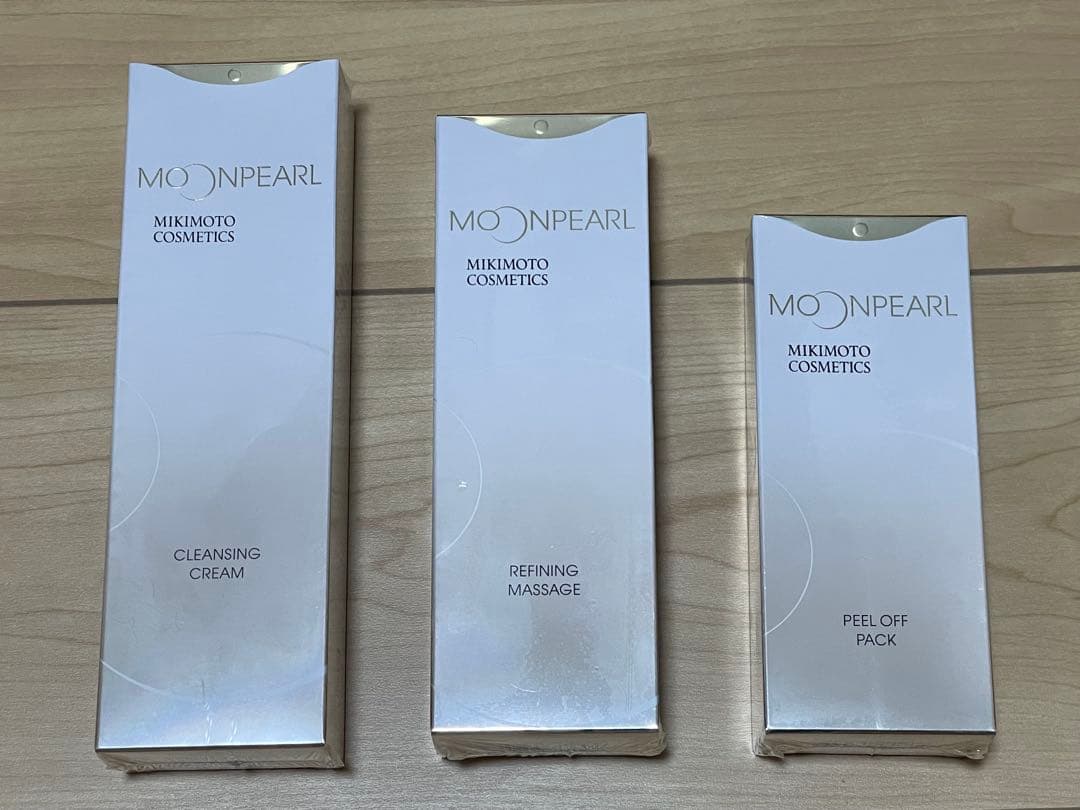 MOONPEARL
MIKIMOTO
COSMETICS
CLEANSING
CREAM
MOONPEARL
MIKIMOTO
COSMETICS
REFINING
MASSAGE
MOONPEARL
MIKIMOTO
COSMETICS
PEEL OFF
PACK